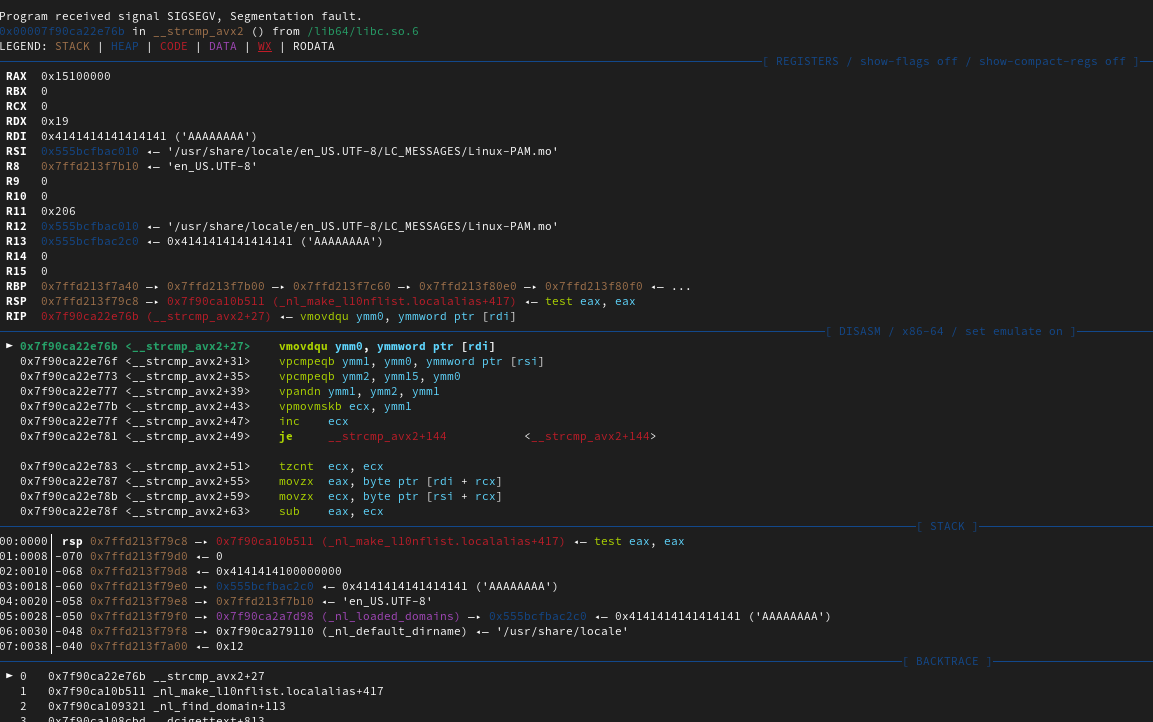 Program received signal SIGSEGV, Segmentation fault.
0x00007f90ca22e76b in __strcmp_avx2 () from /lib64/libc.so.6
LEGEND: STACK | HEAP | CODE | DATA | WX | RODATA
[ REGISTERS / show-flags off / show-compact-regs off ]
RAX 0x15100000
RBX 0
RCX 0
RDX 0x19
RDI 0x4141414141414141 ('AAAAAAAA')
RSI 0x555bcfbac010 ◂— '/usr/share/locale/en_US.UTF-8/LC_MESSAGES/Linux-PAM.mo'
R8 0x7ffd213f7b10 ◂— 'en_US.UTF-8'
R9 0
R10 0
R11 0x206
R12 0x555bcfbac010 ◂— '/usr/share/locale/en_US.UTF-8/LC_MESSAGES/Linux-PAM.mo'
R13 0x555bcfbac2c0 ◂— 0x4141414141414141 ('AAAAAAAA')
R14 0
R15 0
RBP 0x7ffd213f7a40 —▸ 0x7ffd213f7b00 —▸ 0x7ffd213f7c60 —▸ 0x7ffd213f80e0 —▸ 0x7ffd213f80f0 ◂— ...
RSP 0x7ffd213f79c8 —▸ 0x7f90ca10b511 (_nl_make_l10nflist.localalias+417) ◂— test eax, eax
RIP 0x7f90ca22e76b (__strcmp_avx2+27) ◂— vmovdqu ymm0, ymmword ptr [rdi]
[ DISASM / x86-64 / set emulate on ]
► 0x7f90ca22e76b <__strcmp_avx2+27> vmovdqu ymm0, ymmword ptr [rdi]
0x7f90ca22e76f <__strcmp_avx2+31> vpcmpeqb ymm1, ymm0, ymmword ptr [rsi]
0x7f90ca22e773 <__strcmp_avx2+35> vpcmpeqb ymm2, ymm15, ymm0
0x7f90ca22e777 <__strcmp_avx2+39> vpandn ymm1, ymm2, ymm1
0x7f90ca22e77b <__strcmp_avx2+43> vpmovmskb ecx, ymm1
0x7f90ca22e77f <__strcmp_avx2+47> inc ecx
0x7f90ca22e781 <__strcmp_avx2+49> je __strcmp_avx2+144 <__strcmp_avx2+144>
0x7f90ca22e783 <__strcmp_avx2+51> tzcnt ecx, ecx
0x7f90ca22e787 <__strcmp_avx2+55> movzx eax, byte ptr [rdi + rcx]
0x7f90ca22e78b <__strcmp_avx2+59> movzx ecx, byte ptr [rsi + rcx]
0x7f90ca22e78f <__strcmp_avx2+63> sub eax, ecx
[ STACK ]
00:0000│ rsp 0x7ffd213f79c8 —▸ 0x7f90ca10b511 (_nl_make_l10nflist.localalias+417) ◂— test eax, eax
01:0008│-070 0x7ffd213f79d0 ◂— 0
02:0010│-068 0x7ffd213f79d8 ◂— 0x4141414100000000
03:0018│-060 0x7ffd213f79e0 —▸ 0x555bcfbac2c0 ◂— 0x4141414141414141 ('AAAAAAAA')
04:0020│-058 0x7ffd213f79e8 —▸ 0x7ffd213f7b10 ◂— 'en_US.UTF-8'
05:0028│-050 0x7ffd213f79f0 —▸ 0x7f90ca2a7d98 (_nl_loaded_domains) —▸ 0x555bcfbac2c0 ◂— 0x4141414141414141 ('AAAAAAAA')
06:0030│-048 0x7ffd213f79f8 —▸ 0x7f90ca279110 (_nl_default_dirname) ◂— '/usr/share/locale'
07:0038│-040 0x7ffd213f7a00 ◂— 0x12
[ BACKTRACE ]
► 0 0x7f90ca22e76b __strcmp_avx2+27
1 0x7f90ca10b511 _nl_make_l10nflist.localalias+417
2 0x7f90ca109321 _nl_find_domain+113
3 0x7f90ca108cbd __dcigettext+813